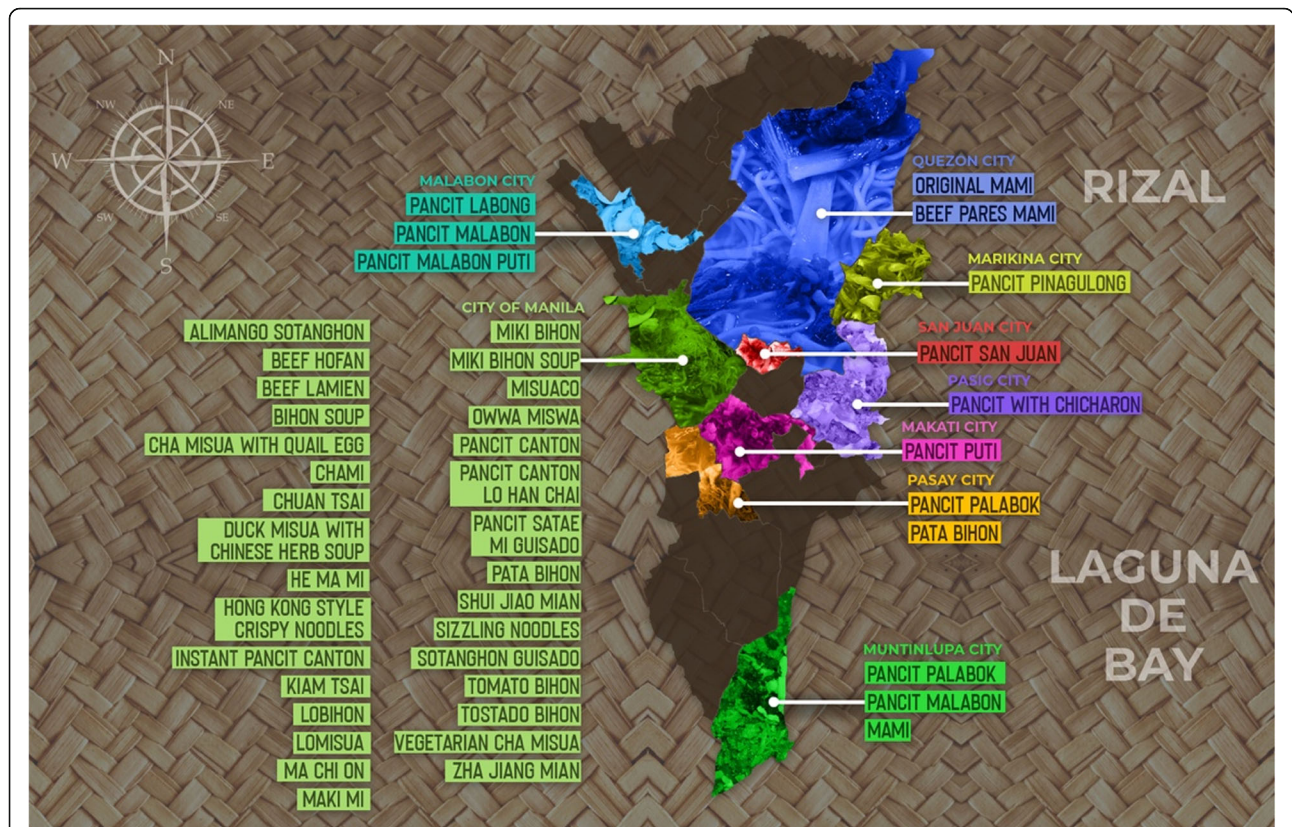 N
NW
NE
W
E
SW
SE
S
MALABON CITY
PANCIT LABONG
PANCIT MALABON
PANCIT MALABON PUTI
QUEZON CITY
ORIGINAL MAMI
BEEF PARES MAMI
RIZAL
MARIKINA CITY
PANCIT PINAGULONG
SAN JUAN CITY
PANCIT SAN JUAN
PASIG CITY
PANCIT WITH CHICHARON
MAKATI CITY
PANCIT PUTI
PASAY CITY
PANCIT PALABOK
PATA BIHON
LAGUNA
DE
BAY
MUNTINLUPA CITY
PANCIT PALABOK
PANCIT MALABON
MAMI
CITY OF MANILA
ALIMANGO SOTANGHON
BEEF HOFAN
BEEF LAMIEN
BIHON SOUP
CHA MISUA WITH QUAIL EGG
CHAMI
CHUAN TSAI
DUCK MISUA WITH
CHINESE HERB SOUP
HE MA MI
HONG KONG STYLE
CRISPY NOODLES
INSTANT PANCIT CANTON
KIAM TSAI
LOBIHON
LOMISUA
MA CHI ON
MAKI MI
MIKI BIHON
MIKI BIHON SOUP
MISUACO
OWWA MISWA
PANCIT CANTON
PANCIT CANTON
LO HAN CHAI
PANCIT SATAE
MI GUISADO
PATA BIHON
SHUI JIAO MIAN
SIZZLING NOODLES
SOTANGHON GUISADO
TOMATO BIHON
TOSTADO BIHON
VEGETARIAN CHA MISUA
ZHA JIANG MIAN